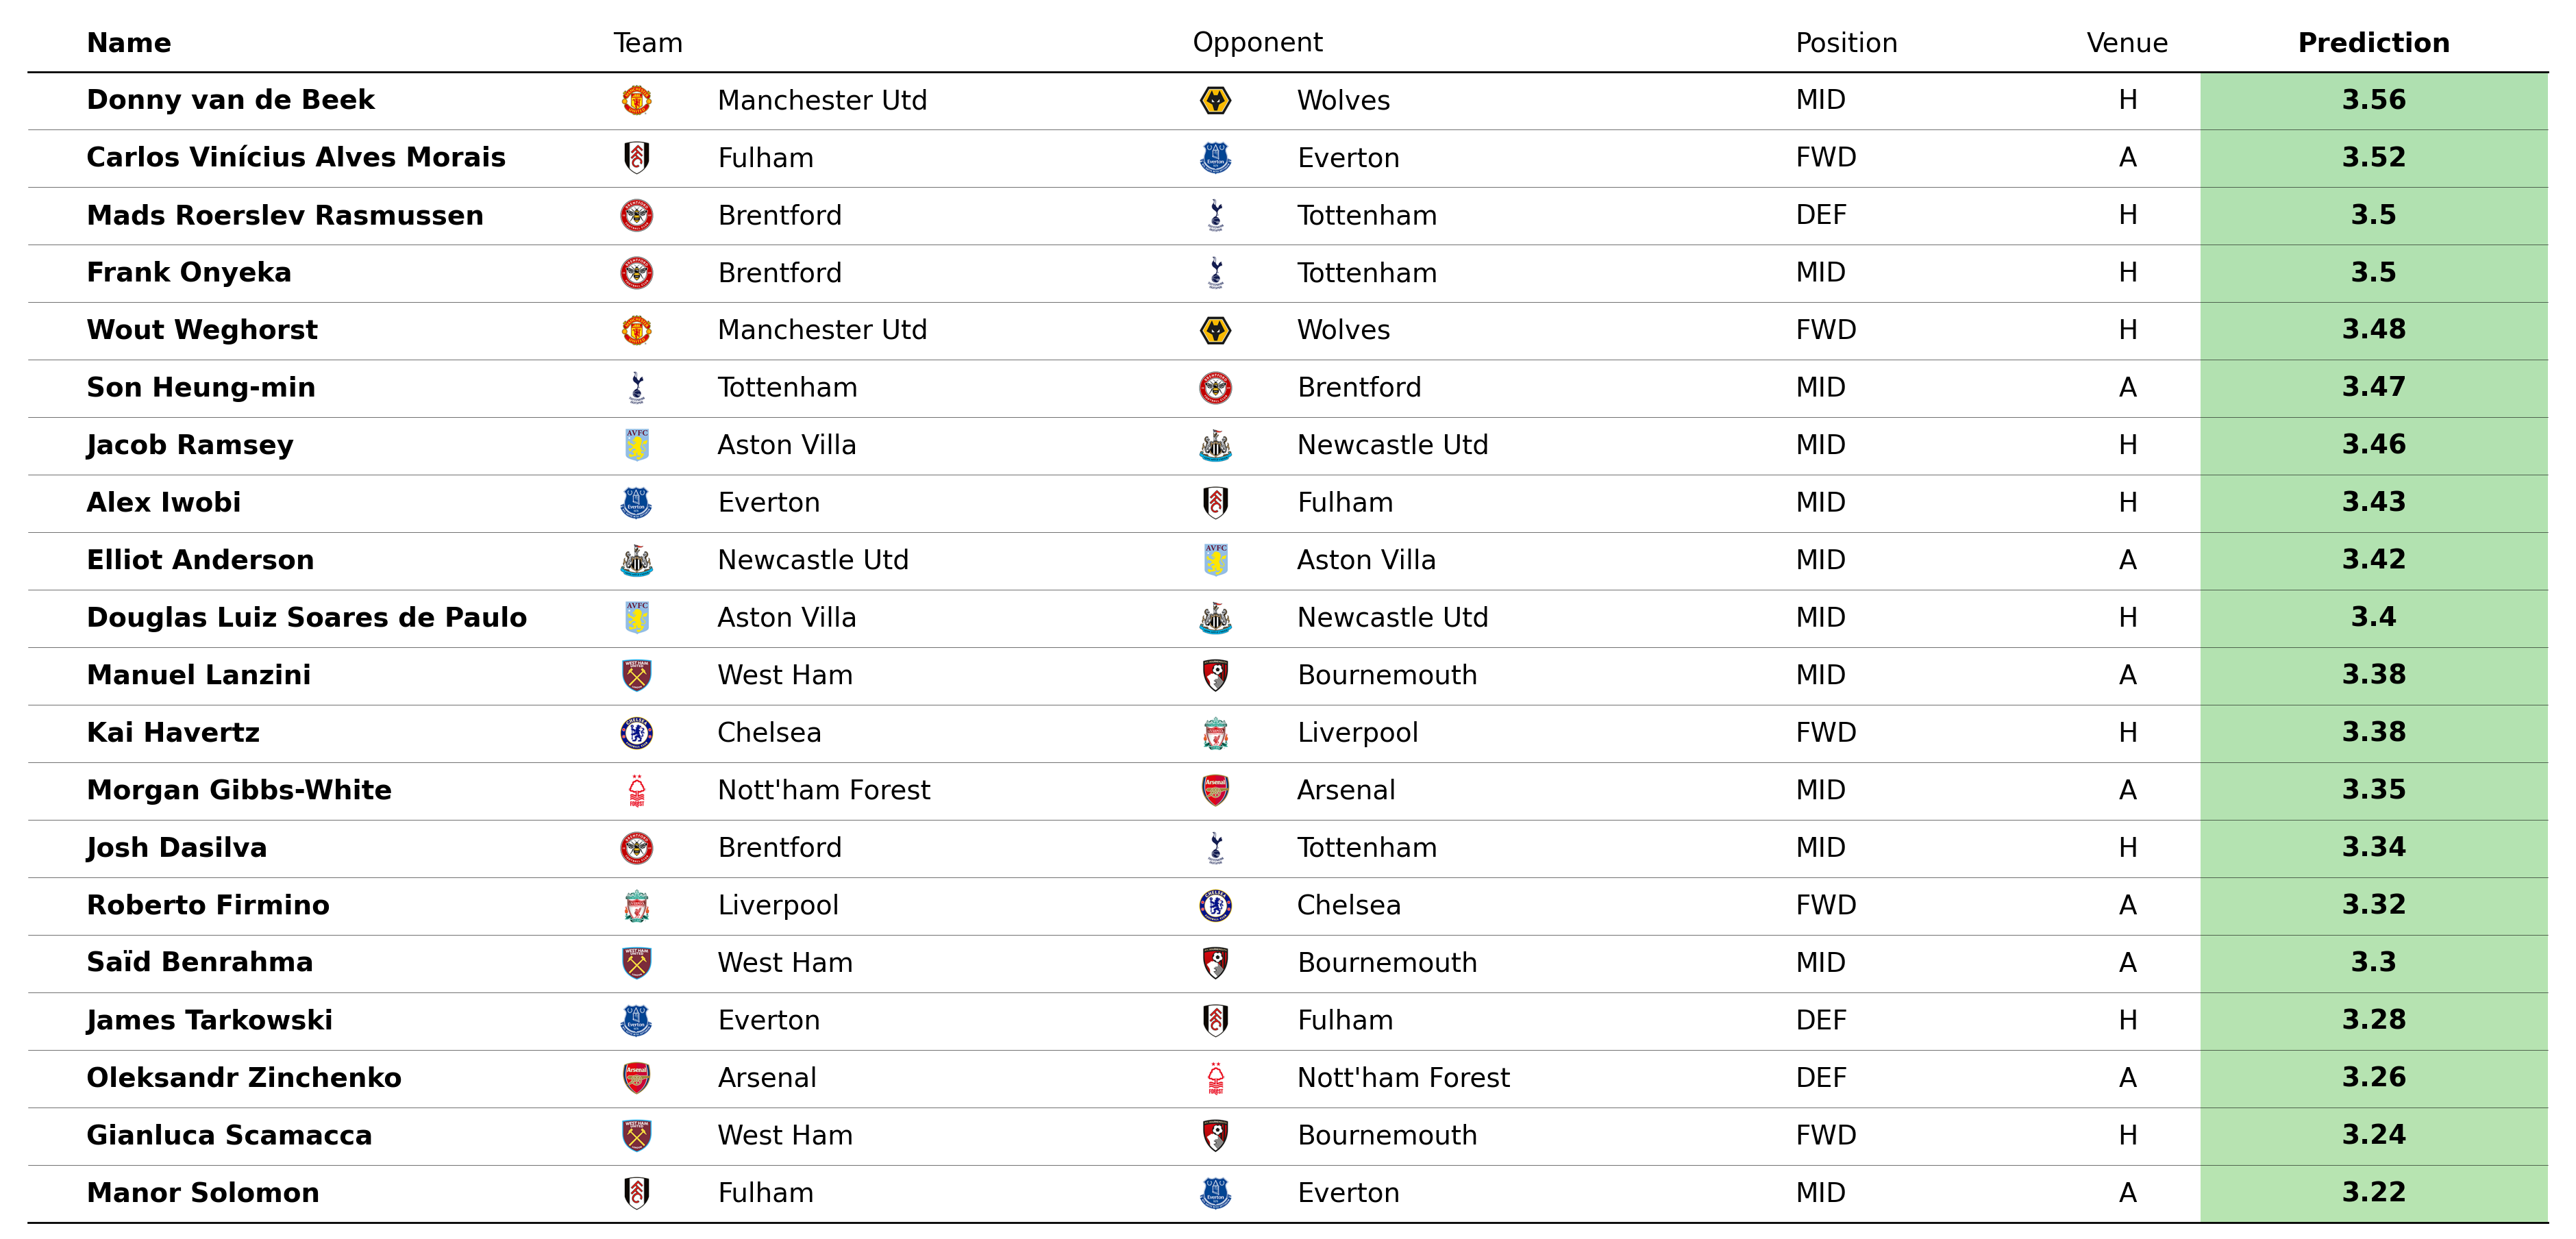 Name Team Opponent Position Venue Prediction
Donny van de Beek Manchester Utd Wolves MID H 3.56
Carlos Vinícius Alves Morais Fulham Everton FWD A 3.52
Mads Roerslev Rasmussen Brentford Tottenham DEF H 3.5
Frank Onyeka Brentford Tottenham MID H 3.5
Wout Weghorst Manchester Utd Wolves FWD H 3.48
Son Heung-min Tottenham Brentford MID A 3.47
Jacob Ramsey Aston Villa Newcastle Utd MID H 3.46
Alex Iwobi Everton Fulham MID H 3.43
Elliot Anderson Newcastle Utd Aston Villa MID A 3.42
Douglas Luiz Soares de Paulo Aston Villa Newcastle Utd MID H 3.4
Manuel Lanzini West Ham Bournemouth MID A 3.38
Kai Havertz Chelsea Liverpool FWD H 3.38
Morgan Gibbs-White Nott'ham Forest Arsenal MID A 3.35
Josh Dasilva Brentford Tottenham MID H 3.34
Roberto Firmino Liverpool Chelsea FWD A 3.32
Saïd Benrahma West Ham Bournemouth MID A 3.3
James Tarkowski Everton Fulham DEF H 3.28
Oleksandr Zinchenko Arsenal Nott'ham Forest DEF A 3.26
Gianluca Scamacca West Ham Bournemouth FWD H 3.24
Manor Solomon Fulham Everton MID A 3.22